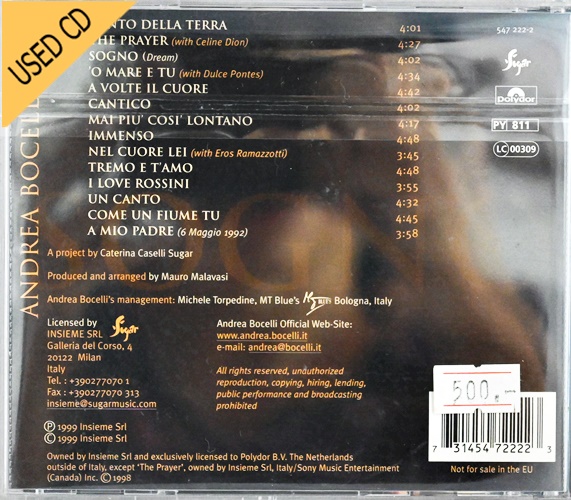 USED CD
ANDREA BOCELLI
NTO DELLA TERRA 4:01
THE PRAYER (with Celine Dion) 4:27
SOGNO (Dream) 4:02
'O MARE E TU (with Dulce Pontes) 4:34
A VOLTE IL CUORE 4:42
CANTICO 4:02
MAI PIU' COSI' LONTANO 4:17
IMMENSO 4:48
NEL CUORE LEI (with Eros Ramazzotti) 3:45
TREMO E T'AMO 4:48
I LOVE ROSSINI 3:55
UN CANTO 4:32
COME UN FIUME TU 4:45
A MIO PADRE (6 Maggio 1992) 3:58
547 222-2
Sugar
Polydor
PY 811
LC 00309
SOGN
A project by Caterina Caselli Sugar
Produced and arranged by Mauro Malavasi
Andrea Bocelli's management: Michele Torpedine, MT Blue's Bologna, Italy
Licensed by
INSIEME SRL Sugar
Galleria del Corso, 4
20122 Milan
Italy
Tel. : +390277070 1
Fax : +390277070 313
insieme@sugarmusic.com
Andrea Bocelli Official Web-Site:
www.andrea.bocelli.it
e-mail: andrea@bocelli.it
All rights reserved, unauthorized
reproduction, copying, hiring, lending,
public performance and broadcasting
prohibited
Ⓟ 1999 Insieme Srl
© 1999 Insieme Srl
Owned by Insieme Srl and exclusively licensed to Polydor B.V. The Netherlands
outside of Italy, except 'The Prayer', owned by Insieme Srl, Italy/Sony Music Entertainment
(Canada) Inc. © 1998
500.
7 31454 72222 3
Not for sale in the EU